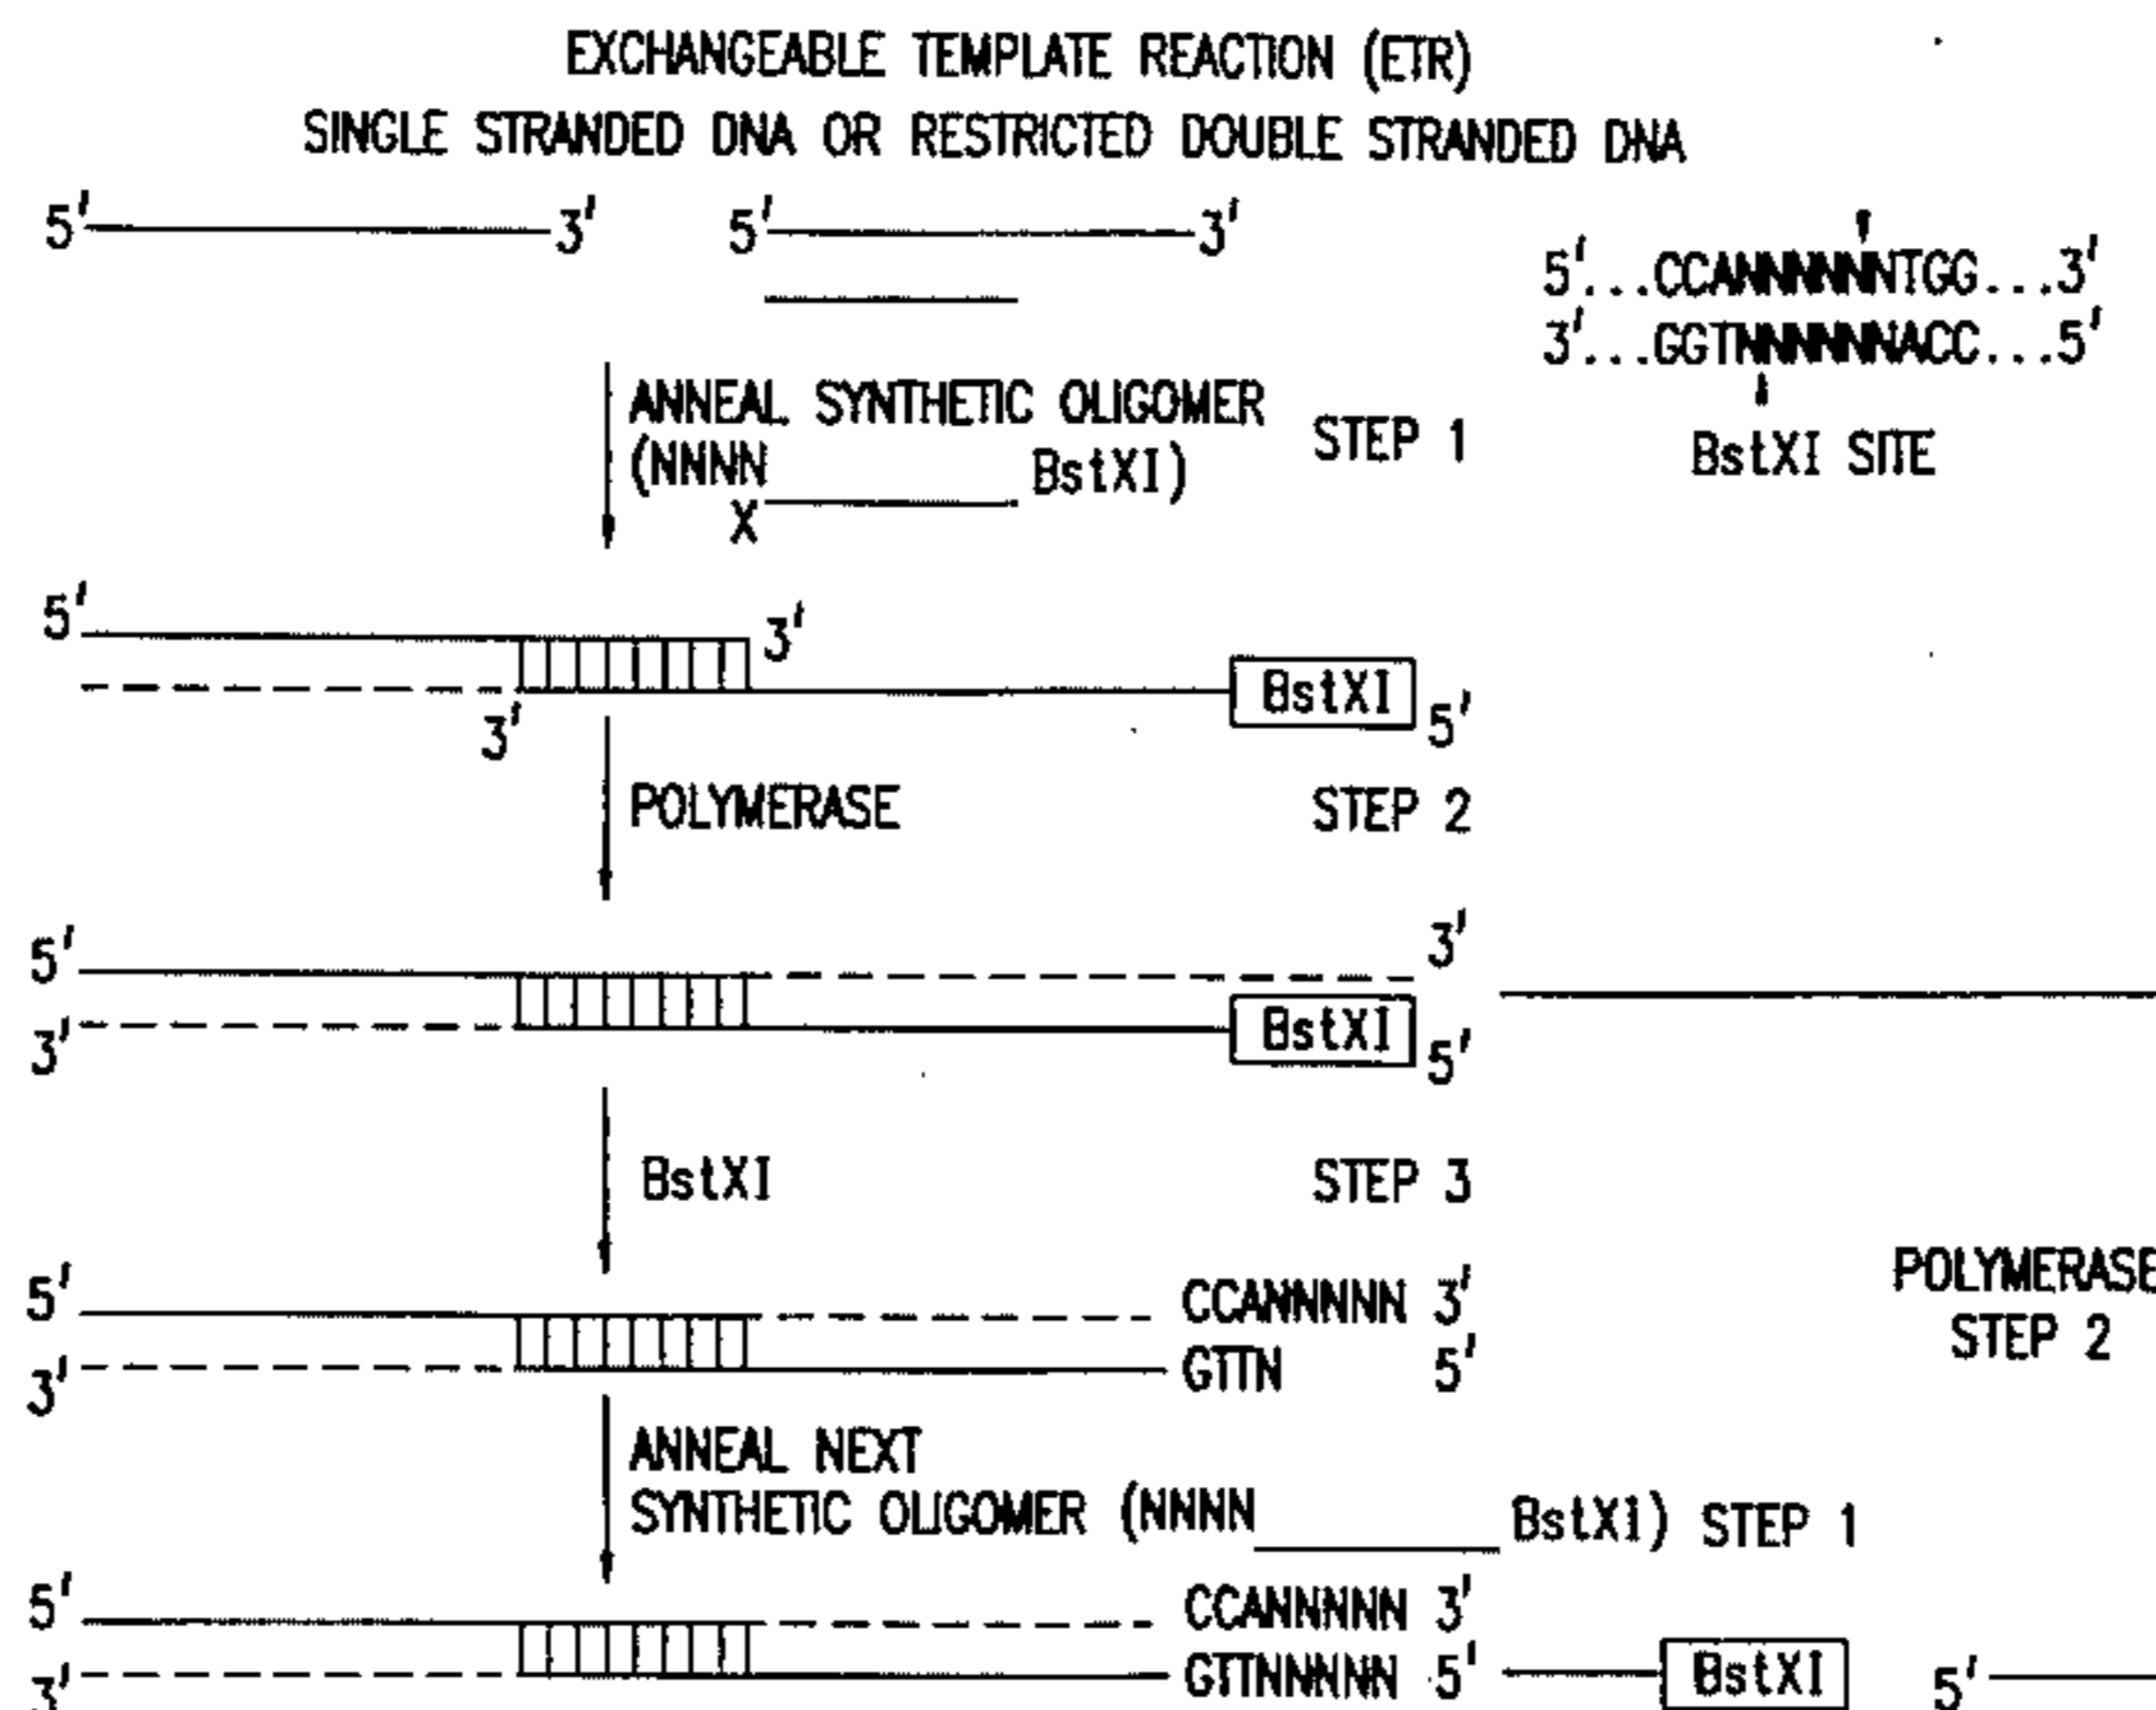 EXCHANGEABLE TEMPLATE REACTION (ETR)
SINGLE STRANDED DNA OR RESTRICTED DOUBLE STRANDED DNA
5' 3' 5' 3'
5'...CCANNNNNNTGG...3'
3'...GGTNNNNNNACC...5'
BstXI SITE
ANNEAL SYNTHETIC OLIGOMER
(NNNN BstXI)
X
STEP 1
5' 3'
BstXI
3' 5'
POLYMERASE STEP 2
5' 3'
BstXI
3' 5'
BstXI STEP 3
POLYMERASE
STEP 2
5' CCANNNNN 3'
3' GTTN 5'
ANNEAL NEXT
SYNTHETIC OLIGOMER (NNNN BstXI) STEP 1
5' CCANNNNN 3'
3' GTTNNNNN 5' BstXI 5'